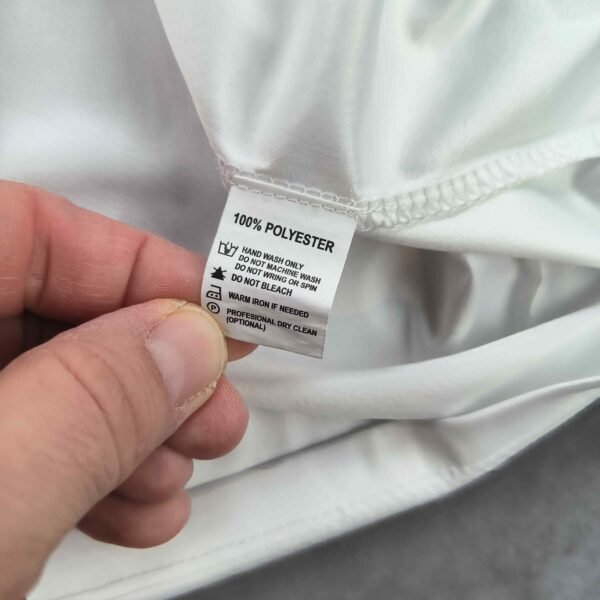 100% POLYESTER
HAND WASH ONLY
DO NOT MACHINE WASH
DO NOT WRING OR SPIN
DO NOT BLEACH
WARM IRON IF NEEDED
P PROFESIONAL DRY CLEAN
(OPTIONAL)